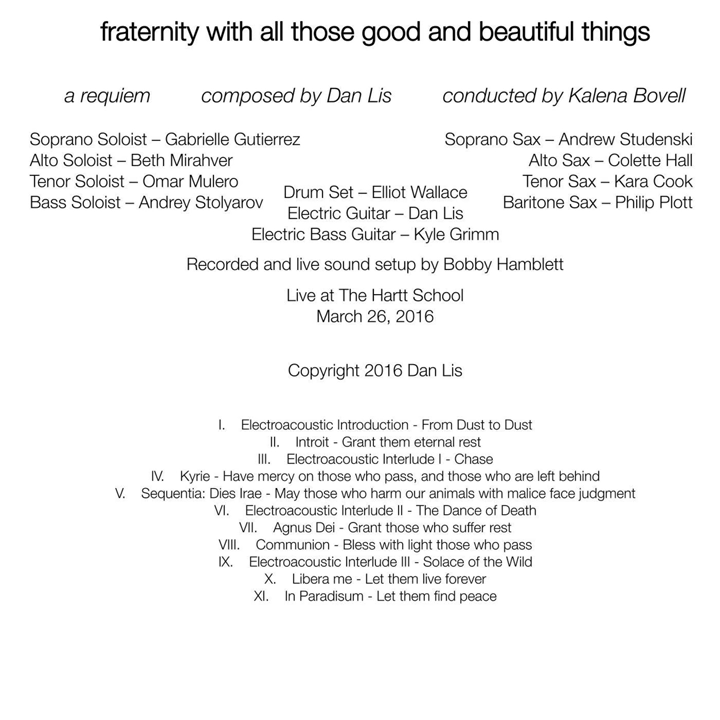 fraternity with all those good and beautiful things
a requiem composed by Dan Lis conducted by Kalena Bovell
Soprano Soloist – Gabrielle Gutierrez
Alto Soloist – Beth Mirahver
Tenor Soloist – Omar Mulero
Bass Soloist – Andrey Stolyarov
Drum Set – Elliot Wallace
Electric Guitar – Dan Lis
Electric Bass Guitar – Kyle Grimm
Soprano Sax – Andrew Studenski
Alto Sax – Colette Hall
Tenor Sax – Kara Cook
Baritone Sax – Philip Plott
Recorded and live sound setup by Bobby Hamblett
Live at The Hartt School
March 26, 2016
Copyright 2016 Dan Lis
I. Electroacoustic Introduction - From Dust to Dust
II. Introit - Grant them eternal rest
III. Electroacoustic Interlude I - Chase
IV. Kyrie - Have mercy on those who pass, and those who are left behind
V. Sequentia: Dies Irae - May those who harm our animals with malice face judgment
VI. Electroacoustic Interlude II - The Dance of Death
VII. Agnus Dei - Grant those who suffer rest
VIII. Communion - Bless with light those who pass
IX. Electroacoustic Interlude III - Solace of the Wild
X. Libera me - Let them live forever
XI. In Paradisum - Let them find peace